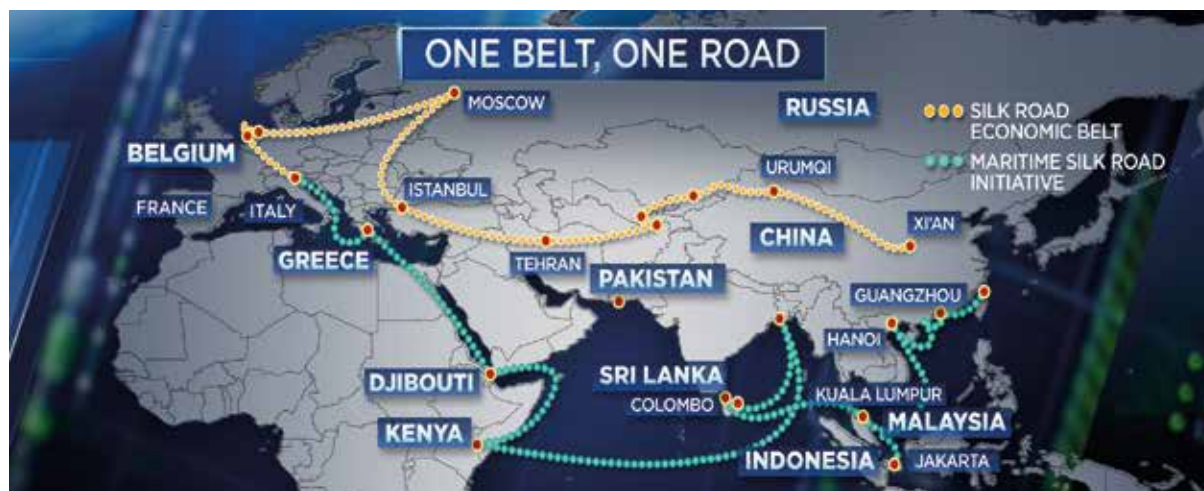 ONE BELT, ONE ROAD
MOSCOW
RUSSIA
SILK ROAD
ECONOMIC BELT
MARITIME SILK ROAD
INITIATIVE
BELGIUM
URUMQI
ISTANBUL
FRANCE
ITALY
XI'AN
CHINA
GREECE
TEHRAN
PAKISTAN
GUANGZHOU
HANOI
DJIBOUTI
SRI LANKA
COLOMBO
KUALA LUMPUR
MALAYSIA
KENYA
INDONESIA
JAKARTA